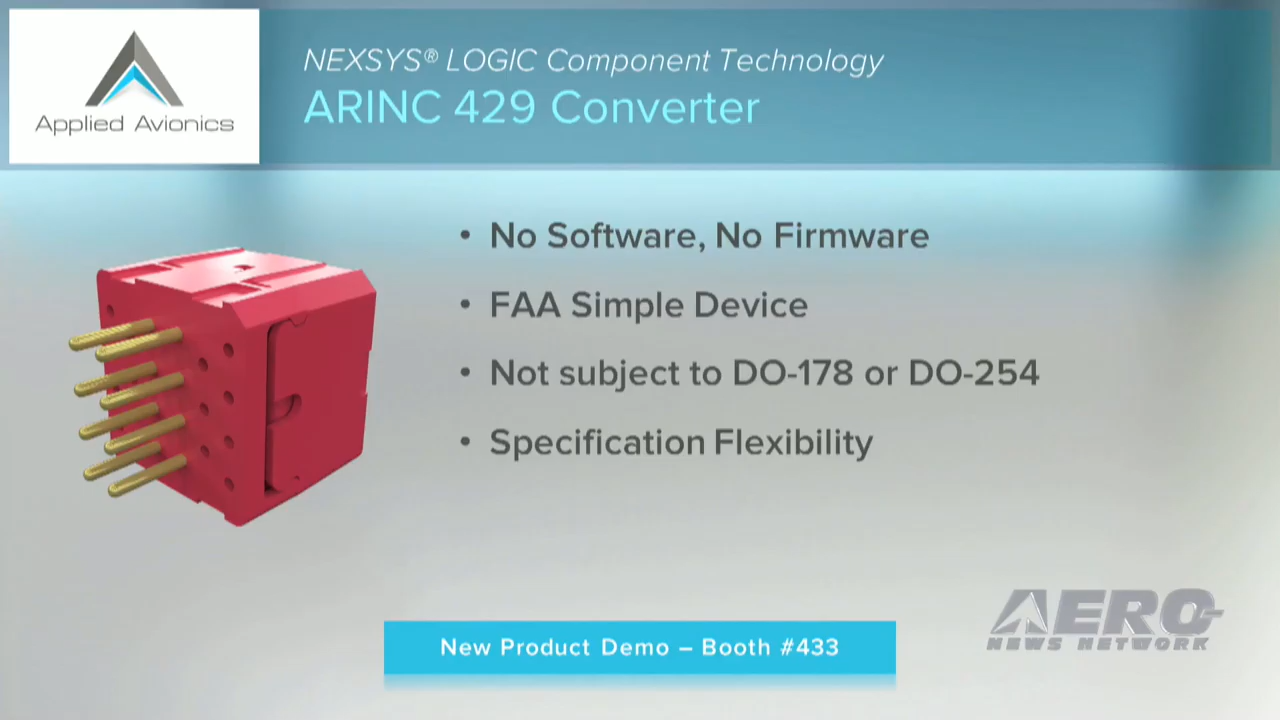 Applied Avionics
NEXSYS® LOGIC Component Technology
ARINC 429 Converter
• No Software, No Firmware
• FAA Simple Device
• Not subject to DO-178 or DO-254
• Specification Flexibility
New Product Demo – Booth #433
AERO
NEWS NETWORK